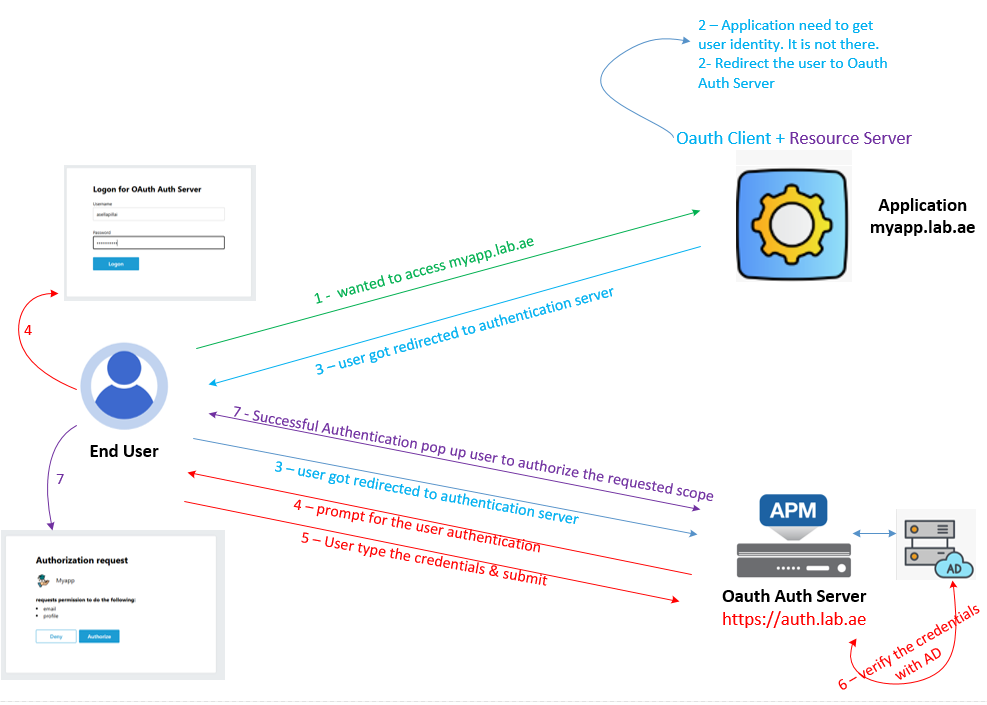 2 – Application need to get
user identity. It is not there.
2- Redirect the user to Oauth
Auth Server
Oauth Client + Resource Server
Application
myapp.lab.ae
Logon for OAuth Auth Server
Username
Password
Logon
1 - wanted to access myapp.lab.ae
3 – user got redirected to authentication server
4
End User
7
7 - Successful Authentication pop up user to authorize the requested scope
3 – user got redirected to authentication server
4 – prompt for the user authentication
5 – User type the credentials & submit
APM
AD
Oauth Auth Server
https://auth.lab.ae
6 – verify the credentials
with AD
Authorization request
Myapp
requests permission to do the following:
email
profile
Deny
Authorize